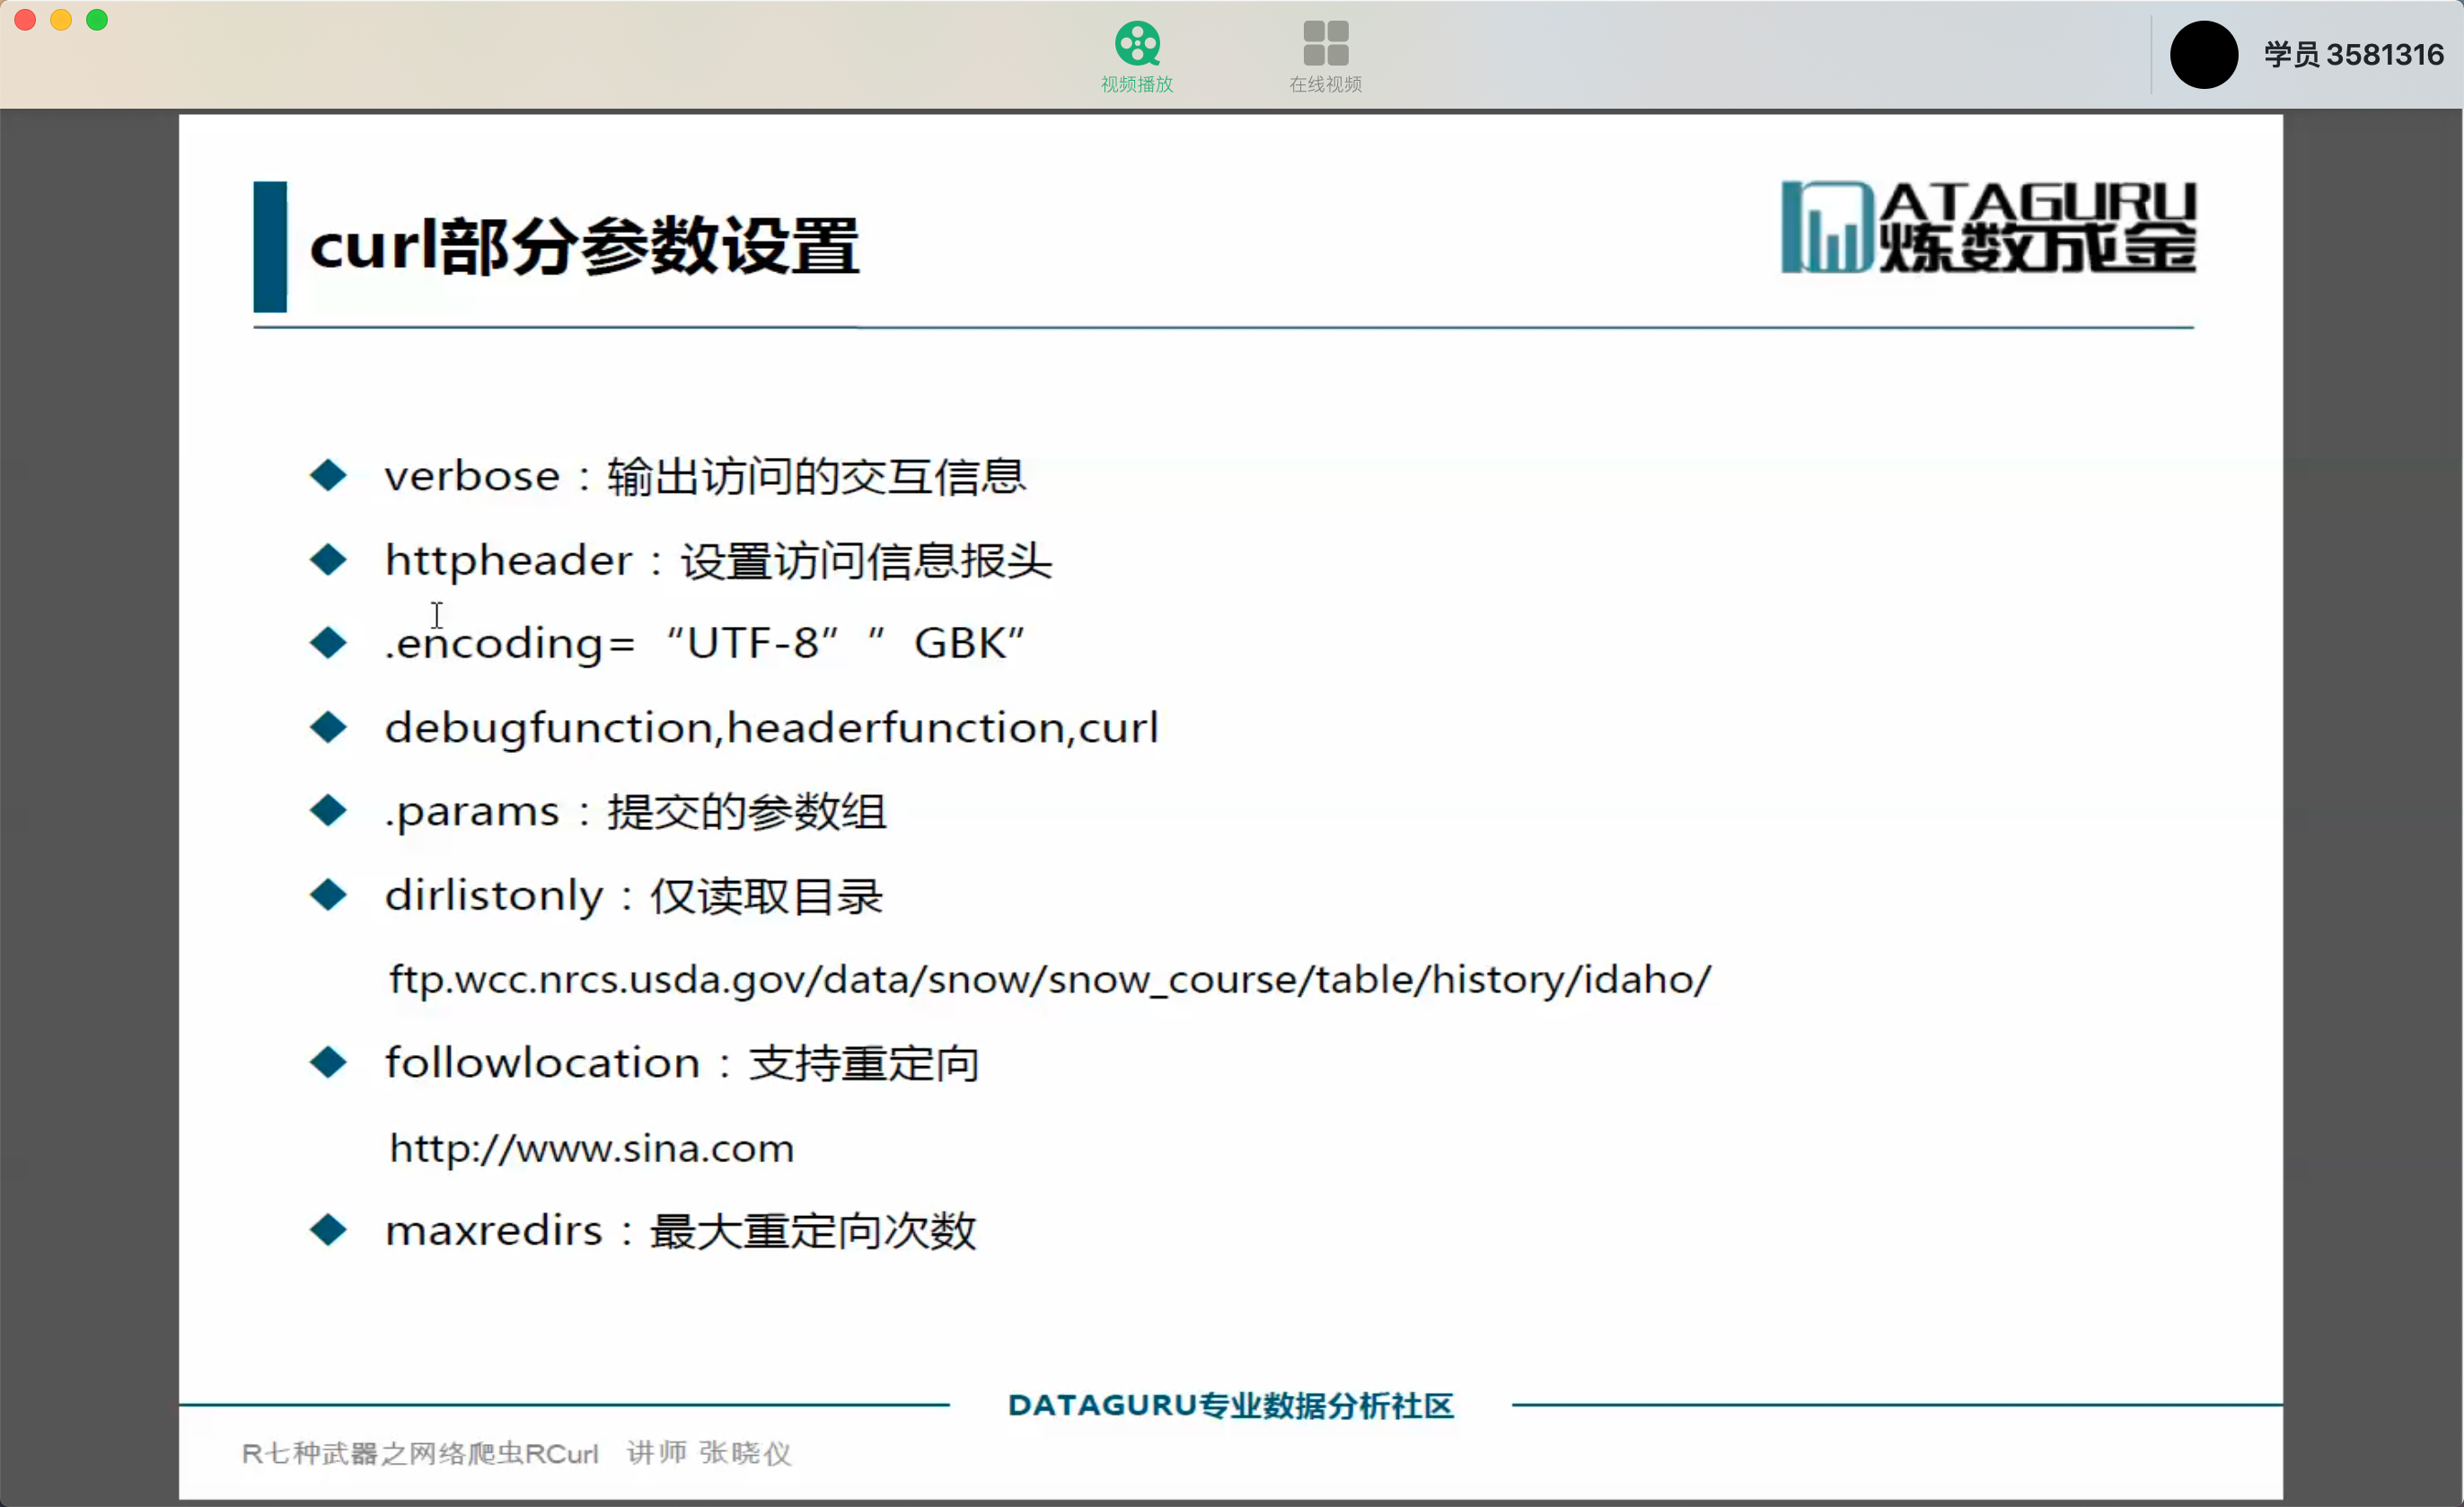 视频播放
在线视频
学员 3581316
curl部分参数设置
DATAGURU
炼数成金
verbose：输出访问的交互信息
httpheader：设置访问信息报头
.encoding= “UTF-8” ” GBK”
debugfunction,headerfunction,curl
.params：提交的参数组
dirlistonly：仅读取目录
ftp.wcc.nrcs.usda.gov/data/snow/snow_course/table/history/idaho/
followlocation：支持重定向
http://www.sina.com
maxredirs：最大重定向次数
DATAGURU专业数据分析社区
R七种武器之网络爬虫RCurl 讲师 张晓仪